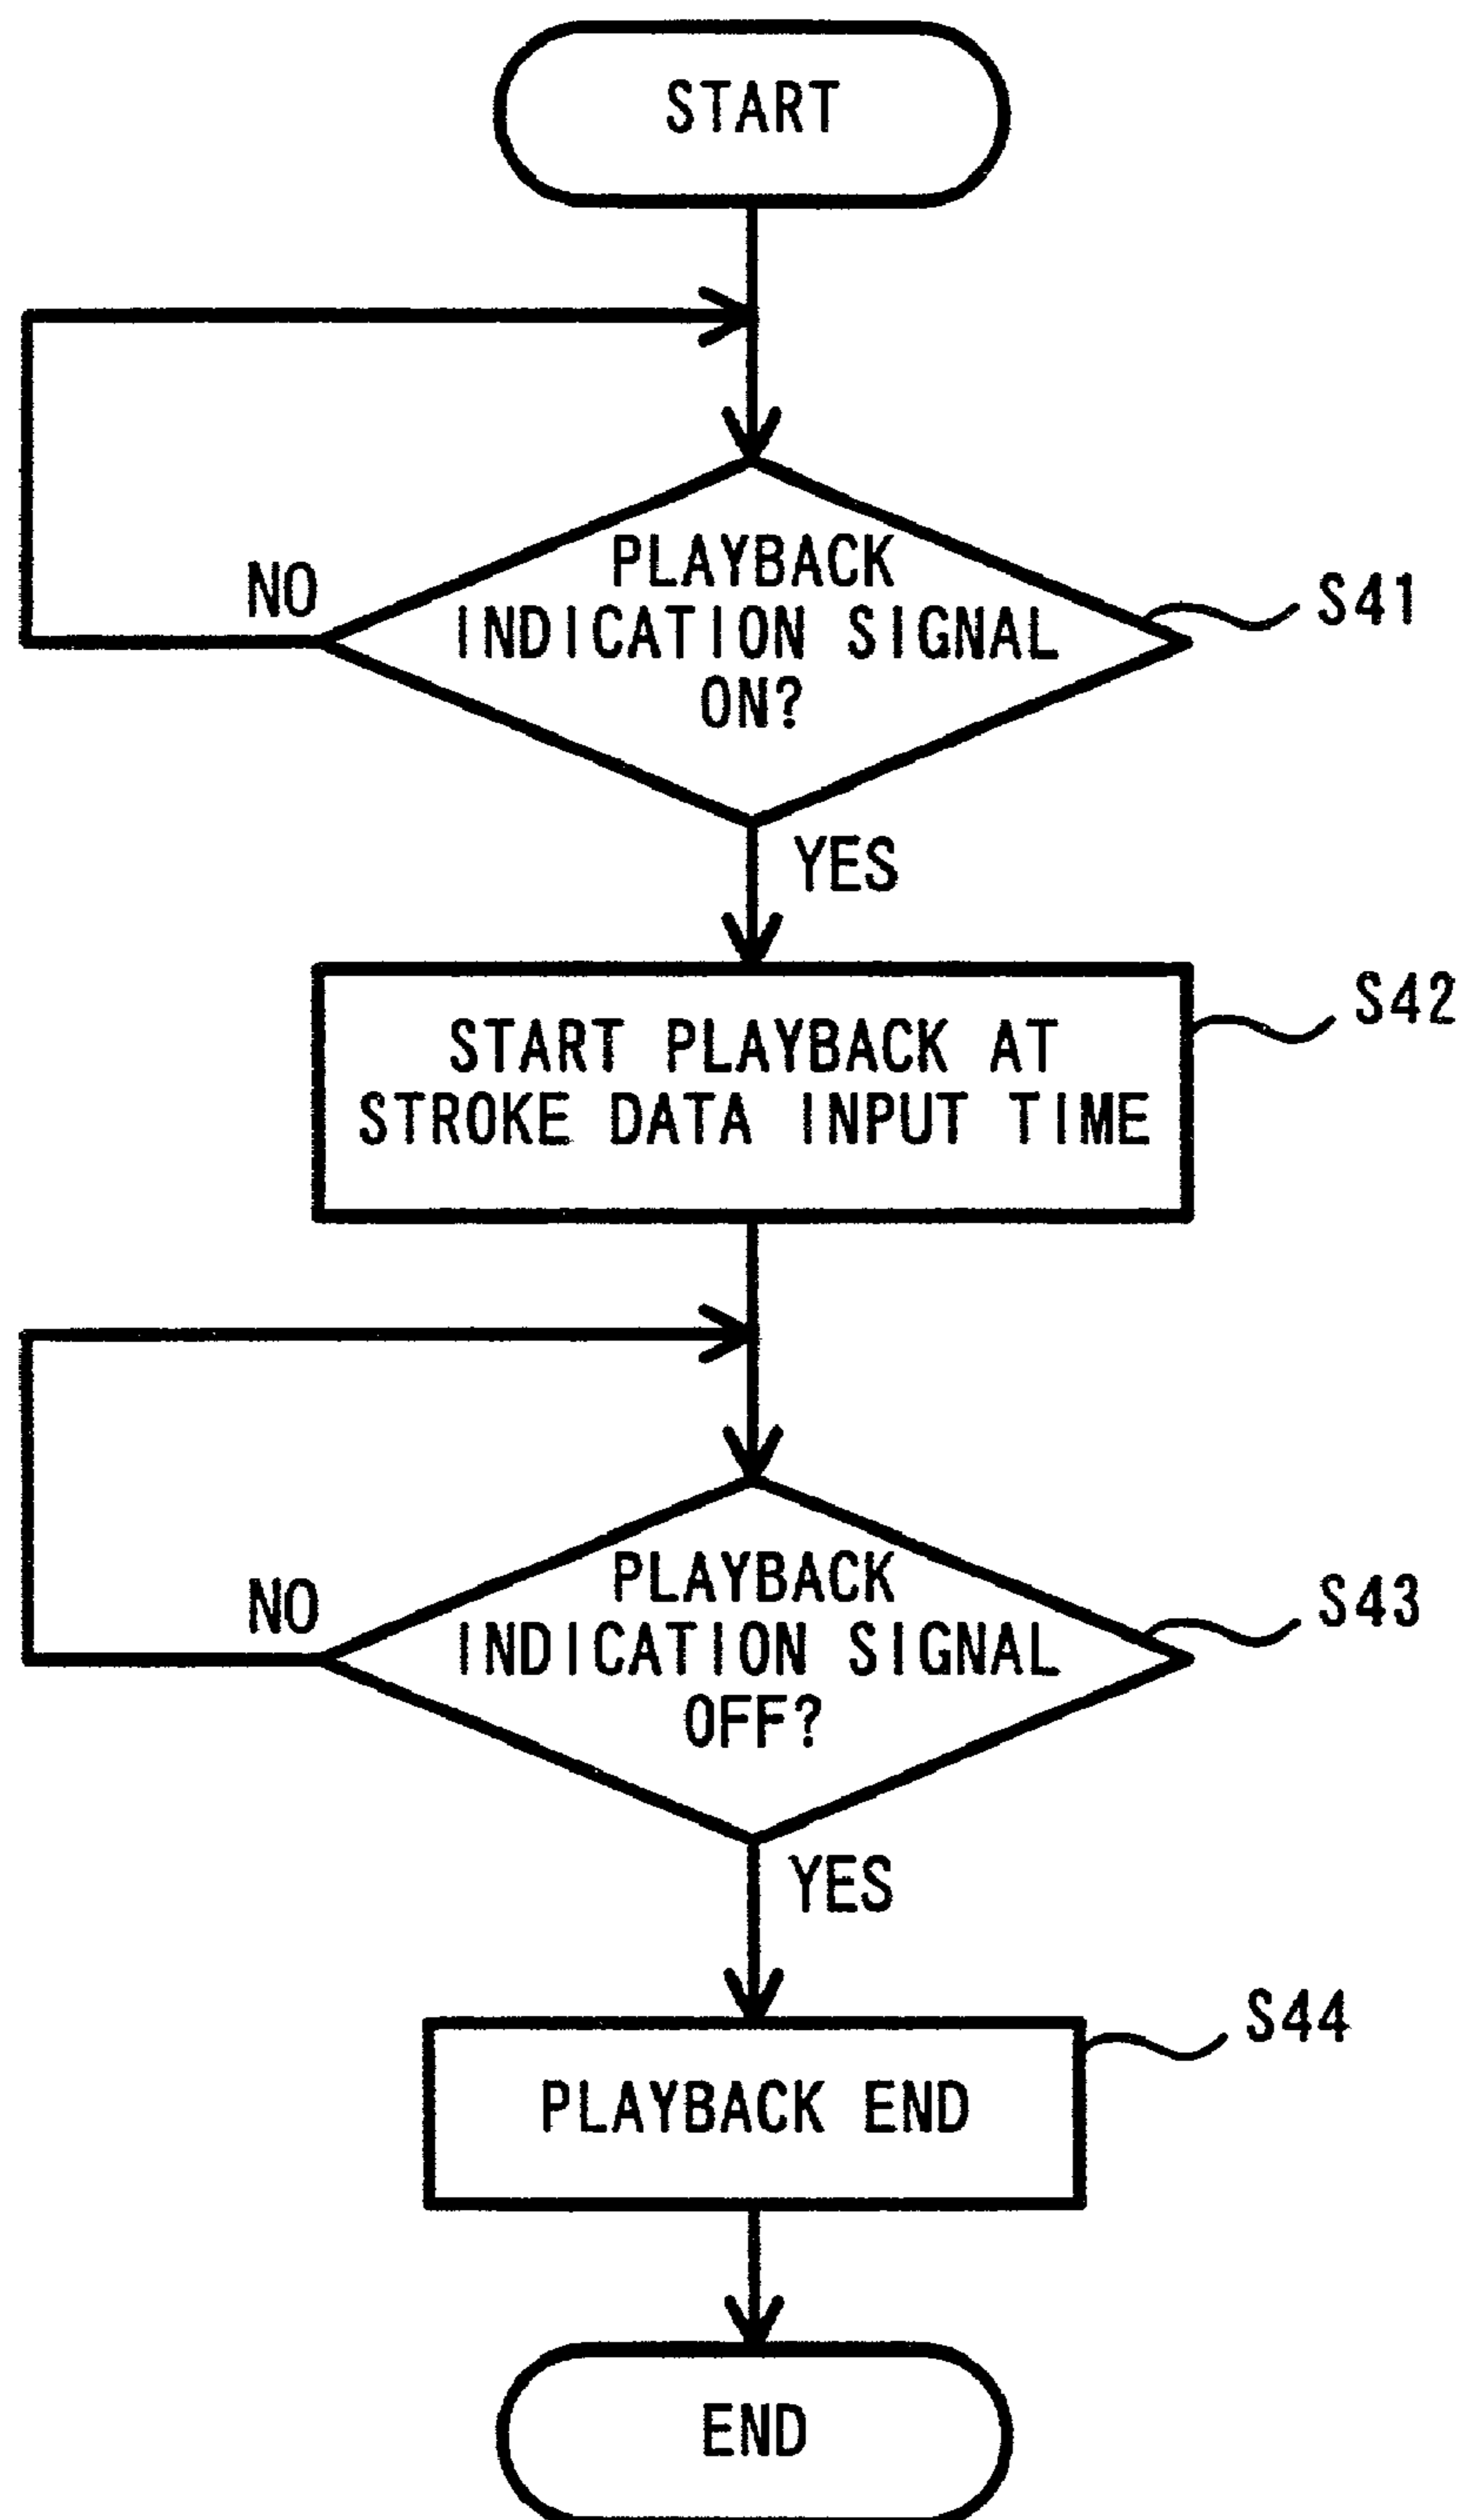 START
PLAYBACK
INDICATION SIGNAL
ON?
NO
S41
YES
START PLAYBACK AT
STROKE DATA INPUT TIME
S42
PLAYBACK
INDICATION SIGNAL
OFF?
NO
S43
YES
PLAYBACK END
S44
END